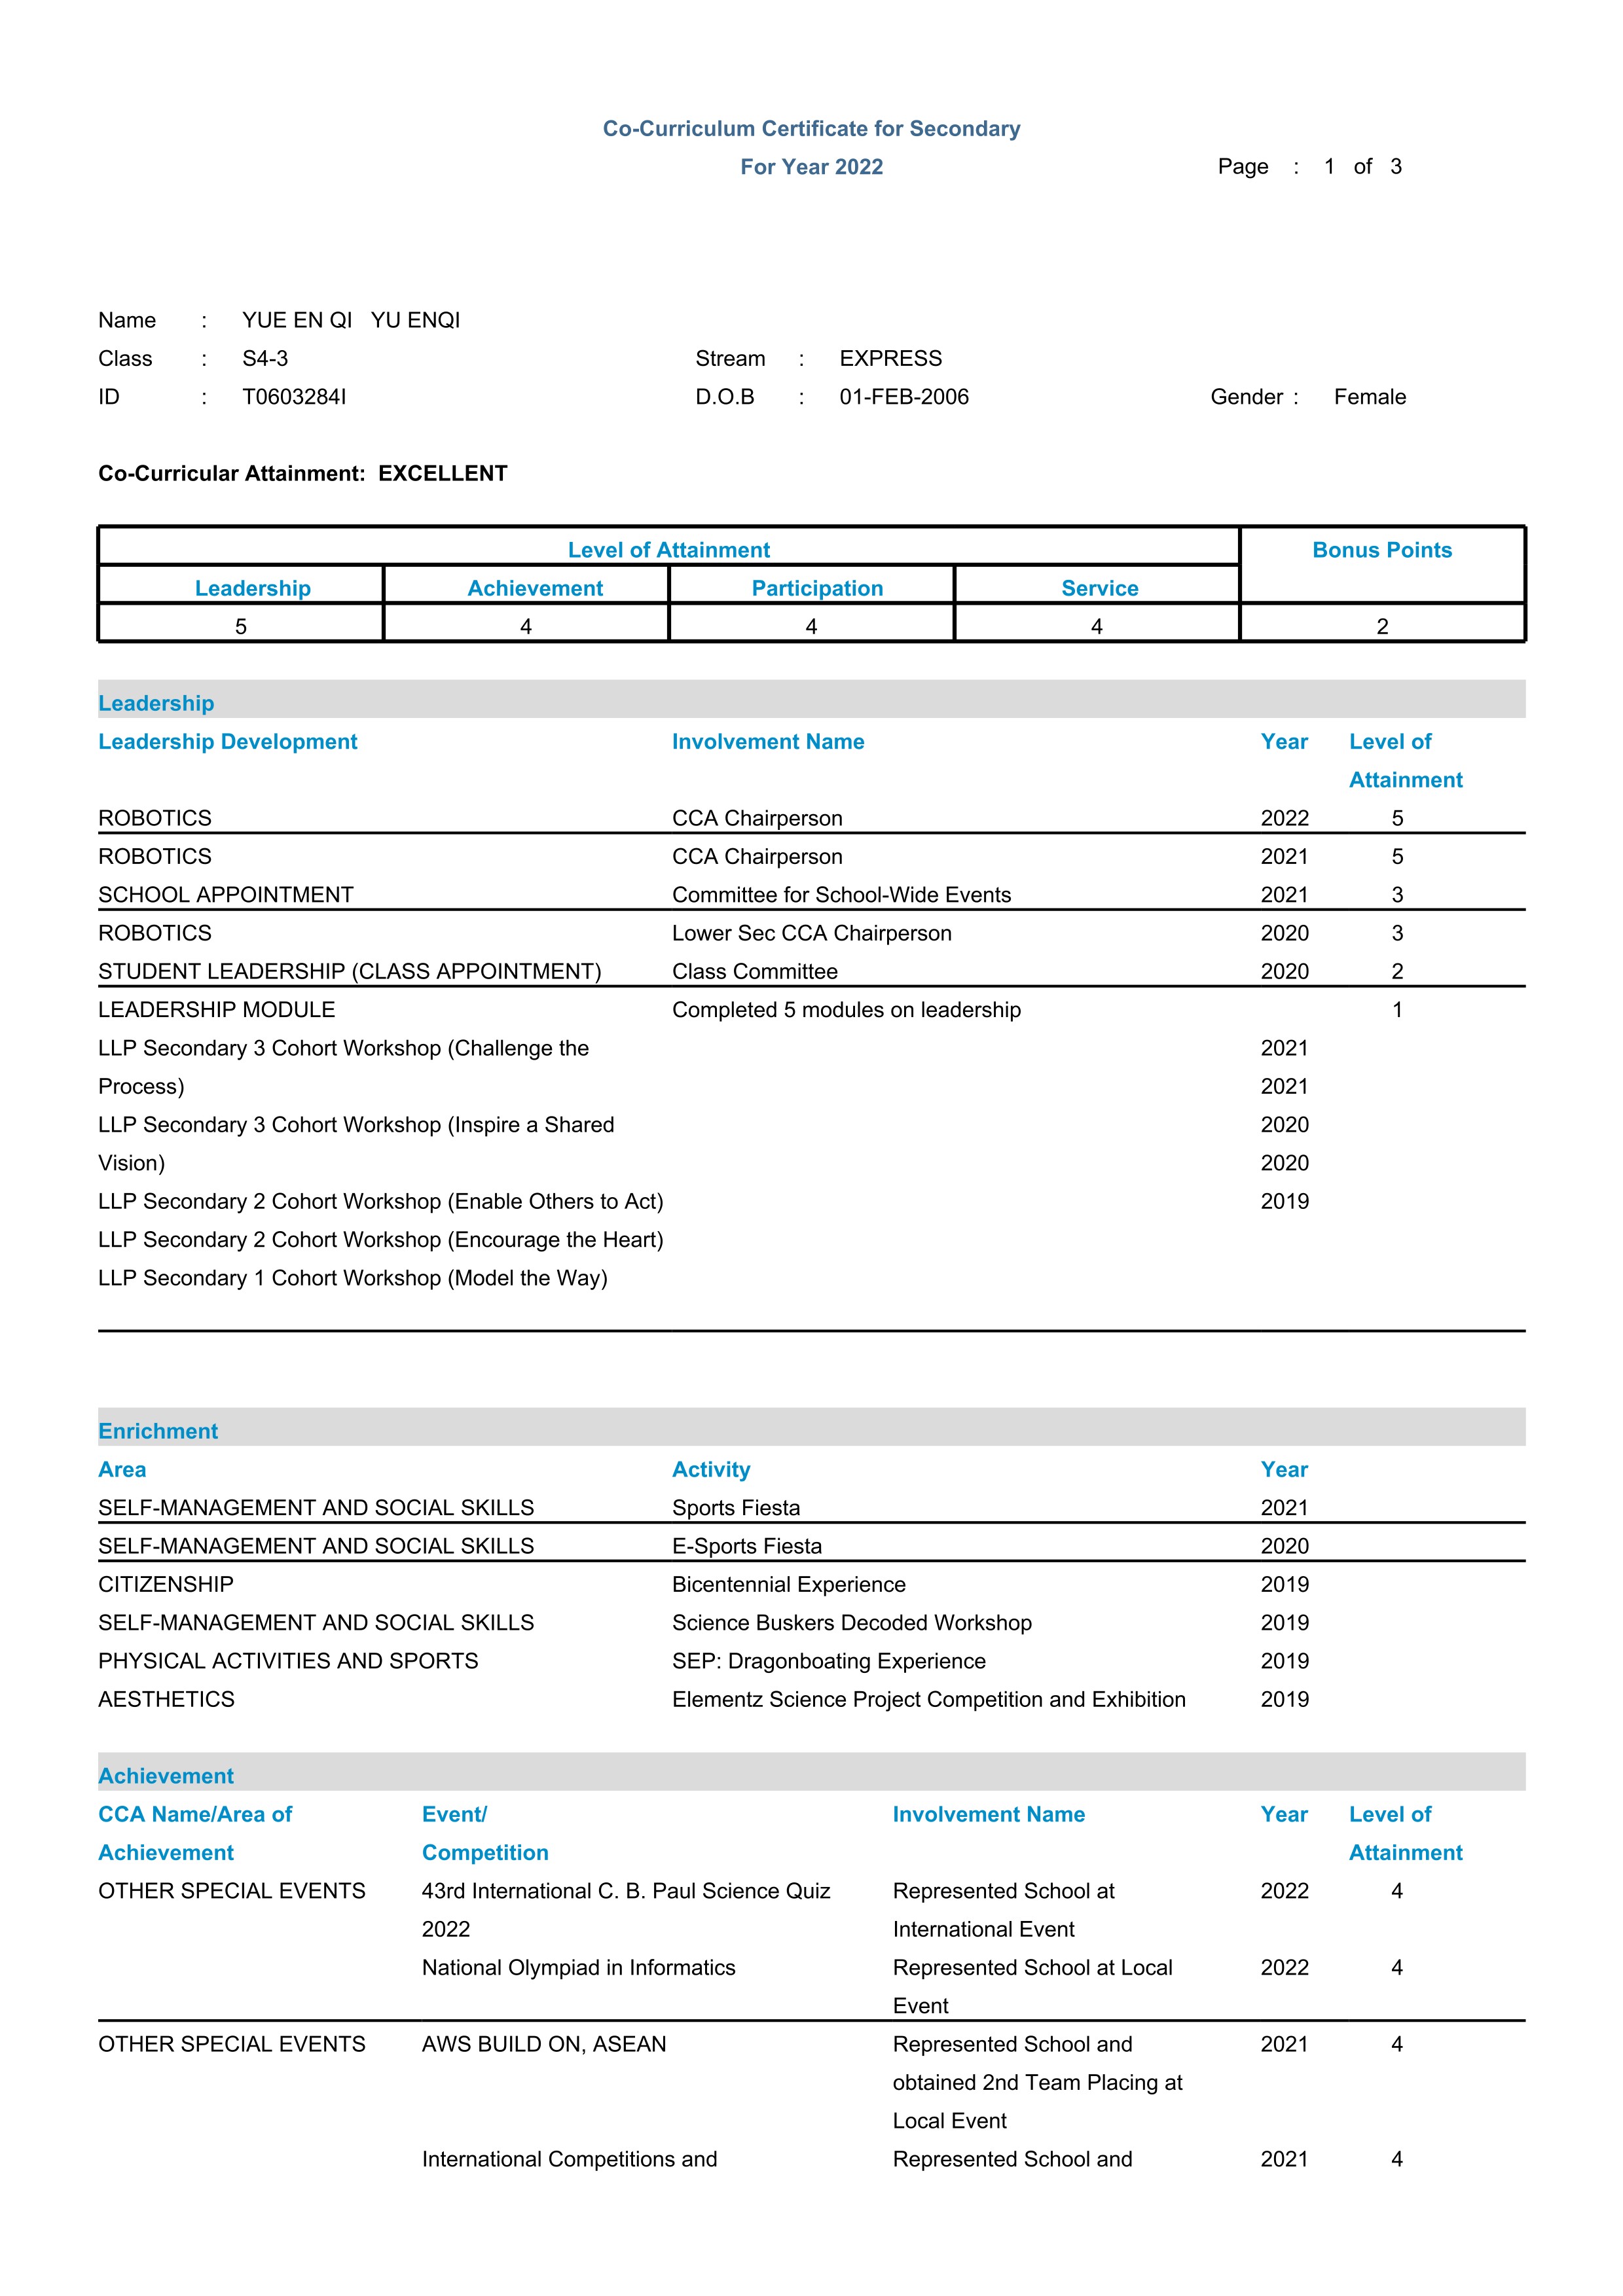 Co-Curriculum Certificate for Secondary
For Year 2022 Page : 1 of 3
Name : YUE EN QI YU ENQI
Class : S4-3 Stream : EXPRESS
ID : T0603284I D.O.B : 01-FEB-2006 Gender : Female
Co-Curricular Attainment: EXCELLENT
Level of Attainment Bonus Points
Leadership Achievement Participation Service
5 4 4 4 2
Leadership
Leadership Development Involvement Name Year Level of
Attainment
ROBOTICS CCA Chairperson 2022 5
ROBOTICS CCA Chairperson 2021 5
SCHOOL APPOINTMENT Committee for School-Wide Events 2021 3
ROBOTICS Lower Sec CCA Chairperson 2020 3
STUDENT LEADERSHIP (CLASS APPOINTMENT) Class Committee 2020 2
LEADERSHIP MODULE Completed 5 modules on leadership 1
LLP Secondary 3 Cohort Workshop (Challenge the 2021
Process) 2021
LLP Secondary 3 Cohort Workshop (Inspire a Shared 2020
Vision) 2020
LLP Secondary 2 Cohort Workshop (Enable Others to Act) 2019
LLP Secondary 2 Cohort Workshop (Encourage the Heart)
LLP Secondary 1 Cohort Workshop (Model the Way)
Enrichment
Area Activity Year
SELF-MANAGEMENT AND SOCIAL SKILLS Sports Fiesta 2021
SELF-MANAGEMENT AND SOCIAL SKILLS E-Sports Fiesta 2020
CITIZENSHIP Bicentennial Experience 2019
SELF-MANAGEMENT AND SOCIAL SKILLS Science Buskers Decoded Workshop 2019
PHYSICAL ACTIVITIES AND SPORTS SEP: Dragonboating Experience 2019
AESTHETICS Elementz Science Project Competition and Exhibition 2019
Achievement
CCA Name/Area of Event/ Involvement Name Year Level of
Achievement Competition Attainment
OTHER SPECIAL EVENTS 43rd International C. B. Paul Science Quiz Represented School at 2022 4
2022 International Event
National Olympiad in Informatics Represented School at Local 2022 4
Event
OTHER SPECIAL EVENTS AWS BUILD ON, ASEAN Represented School and 2021 4
obtained 2nd Team Placing at
Local Event
International Competitions and Represented School and 2021 4